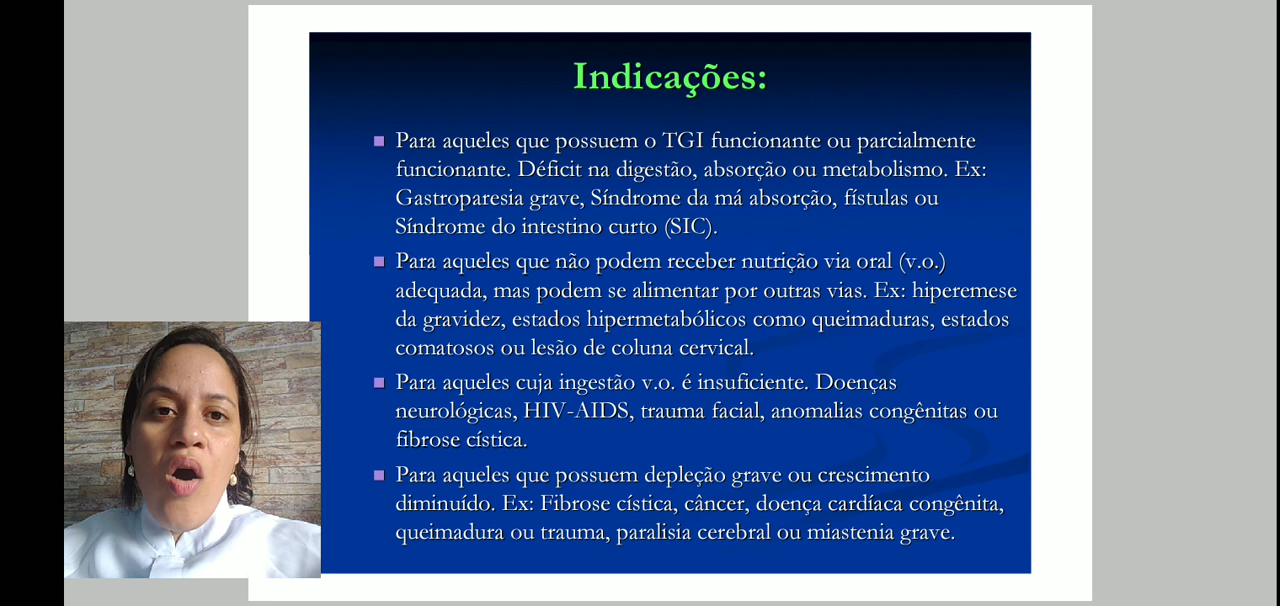 Indicações:
Para aqueles que possuem o TGI funcionante ou parcialmente
funcionante. Déficit na digestão, absorção ou metabolismo. Ex:
Gastroparesia grave, Síndrome da má absorção, fístulas ou
Síndrome do intestino curto (SIC).
Para aqueles que não podem receber nutrição via oral (v.o.)
adequada, mas podem se alimentar por outras vias. Ex: hiperemese
da gravidez, estados hipermetabólicos como queimaduras, estados
comatosos ou lesão de coluna cervical.
Para aqueles cuja ingestão v.o. é insuficiente. Doenças
neurológicas, HIV-AIDS, trauma facial, anomalias congênitas ou
fibrose cística.
Para aqueles que possuem depleção grave ou crescimento
diminuído. Ex: Fibrose cística, câncer, doença cardíaca congênita,
queimadura ou trauma, paralisia cerebral ou miastenia grave.